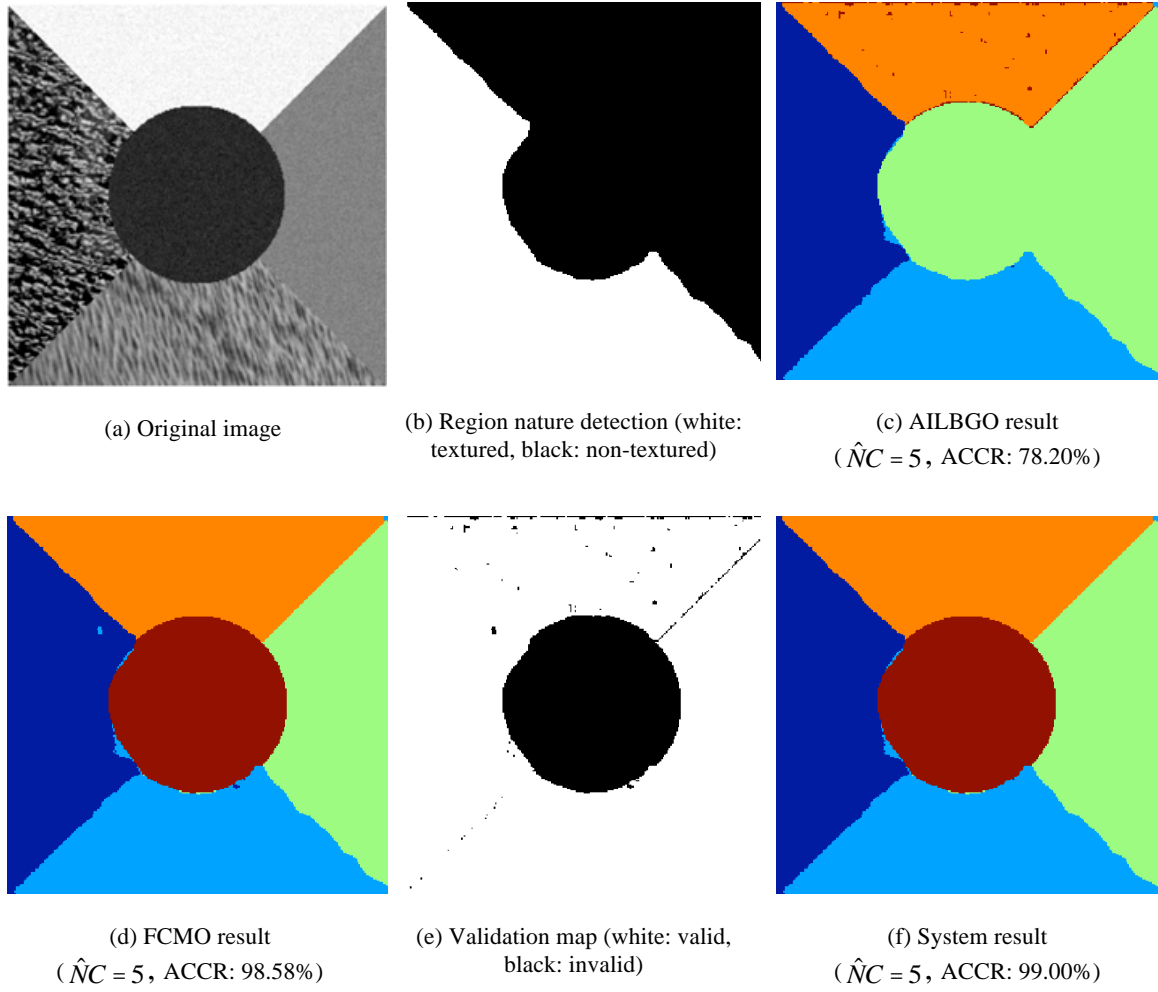 (a) Original image
(b) Region nature detection (white:
textured, black: non-textured)
(c) AILBGO result
( N̂C = 5 , ACCR: 78.20%)
(d) FCMO result
( N̂C = 5 , ACCR: 98.58%)
(e) Validation map (white: valid,
black: invalid)
(f) System result
( N̂C = 5 , ACCR: 99.00%)